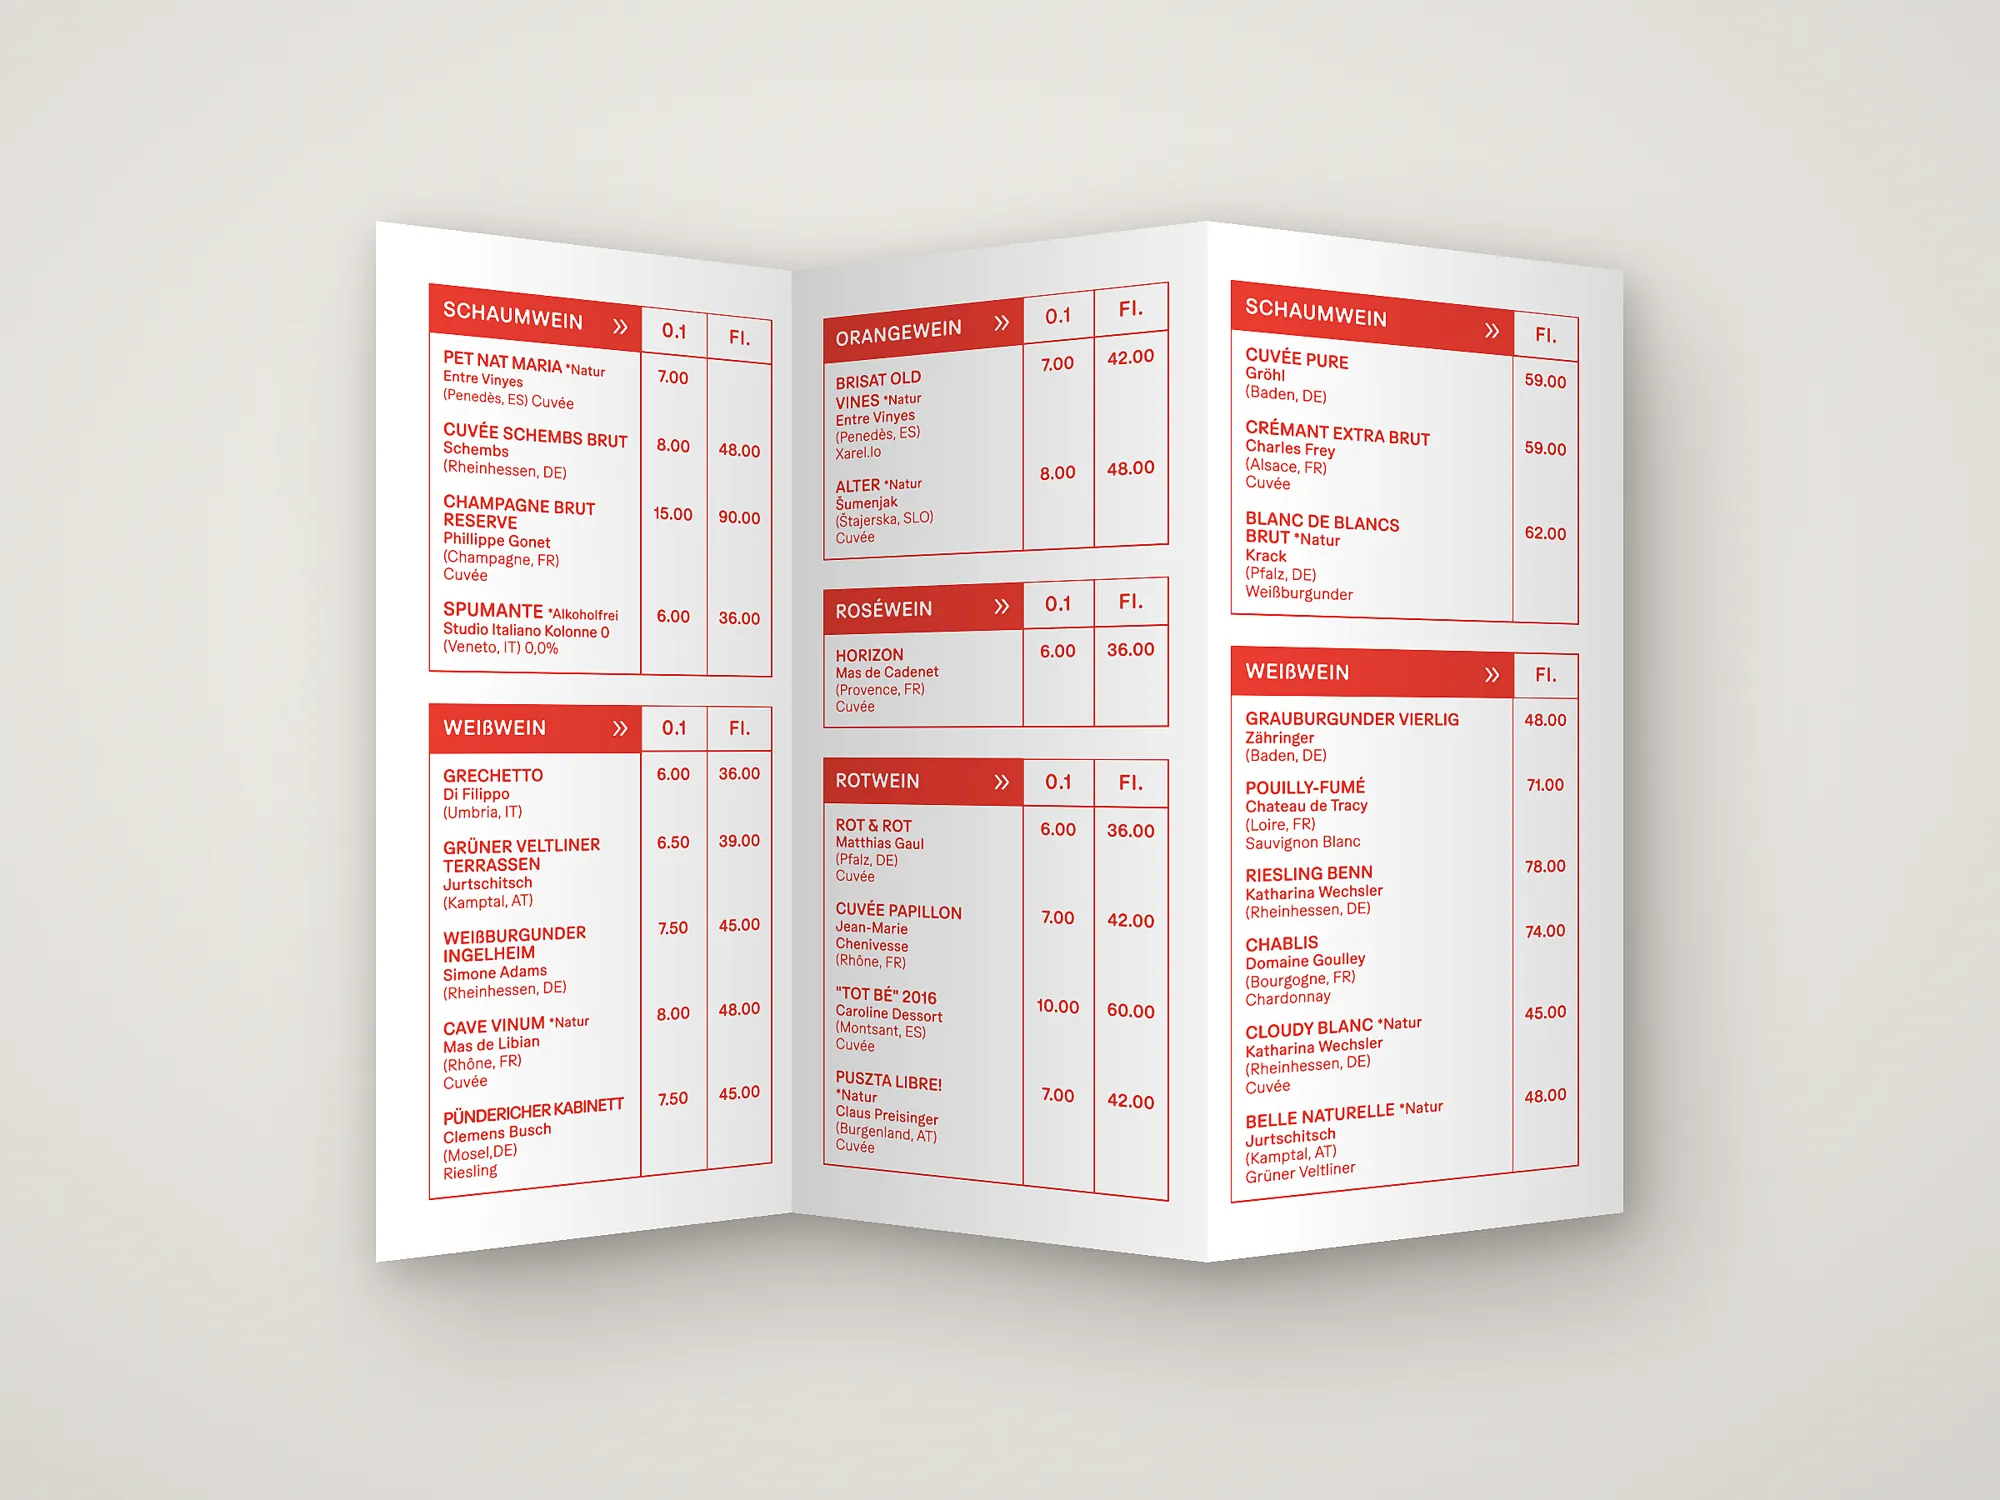 SCHAUMWEIN » 0.1 Fl.
PET NAT MARIA *Natur 7.00
Entre Vinyes
(Penedès, ES) Cuvée
CUVÉE SCHEMBS BRUT 8.00 48.00
Schembs
(Rheinhessen, DE)
CHAMPAGNE BRUT 15.00 90.00
RESERVE
Phillippe Gonet
(Champagne, FR)
Cuvée
SPUMANTE *Alkoholfrei 6.00 36.00
Studio Italiano Kolonne 0
(Veneto, IT) 0,0%
WEIßWEIN » 0.1 Fl.
GRECHETTO 6.00 36.00
Di Filippo
(Umbria, IT)
GRÜNER VELTLINER 6.50 39.00
TERRASSEN
Jurtschitsch
(Kamptal, AT)
WEIßBURGUNDER 7.50 45.00
INGELHEIM
Simone Adams
(Rheinhessen, DE)
CAVE VINUM *Natur 8.00 48.00
Mas de Libian
(Rhône, FR)
Cuvée
PÜNDERICHER KABINETT 7.50 45.00
Clemens Busch
(Mosel,DE)
Riesling
ORANGEWEIN » 0.1 Fl.
BRISAT OLD 7.00 42.00
VINES *Natur
Entre Vinyes
(Penedès, ES)
Xarel.lo
ALTER *Natur 8.00 48.00
Šumenjak
(Štajerska, SLO)
Cuvée
ROSÉWEIN » 0.1 Fl.
HORIZON 6.00 36.00
Mas de Cadenet
(Provence, FR)
Cuvée
ROTWEIN » 0.1 Fl.
ROT & ROT 6.00 36.00
Matthias Gaul
(Pfalz, DE)
Cuvée
CUVÉE PAPILLON 7.00 42.00
Jean-Marie
Chenivesse
(Rhône, FR)
"TOT BÉ" 2016 10.00 60.00
Caroline Dessort
(Montsant, ES)
Cuvée
PUSZTA LIBRE! 7.00 42.00
*Natur
Claus Preisinger
(Burgenland, AT)
Cuvée
SCHAUMWEIN » Fl.
CUVÉE PURE 59.00
Gröhl
(Baden, DE)
CRÉMANT EXTRA BRUT 59.00
Charles Frey
(Alsace, FR)
Cuvée
BLANC DE BLANCS 62.00
BRUT *Natur
Krack
(Pfalz, DE)
Weißburgunder
WEIßWEIN » Fl.
GRAUBURGUNDER VIERLIG 48.00
Zähringer
(Baden, DE)
POUILLY-FUMÉ 71.00
Chateau de Tracy
(Loire, FR)
Sauvignon Blanc
RIESLING BENN 78.00
Katharina Wechsler
(Rheinhessen, DE)
CHABLIS 74.00
Domaine Goulley
(Bourgogne, FR)
Chardonnay
CLOUDY BLANC *Natur 45.00
Katharina Wechsler
(Rheinhessen, DE)
Cuvée
BELLE NATURELLE *Natur 48.00
Jurtschitsch
(Kamptal, AT)
Grüner Veltliner